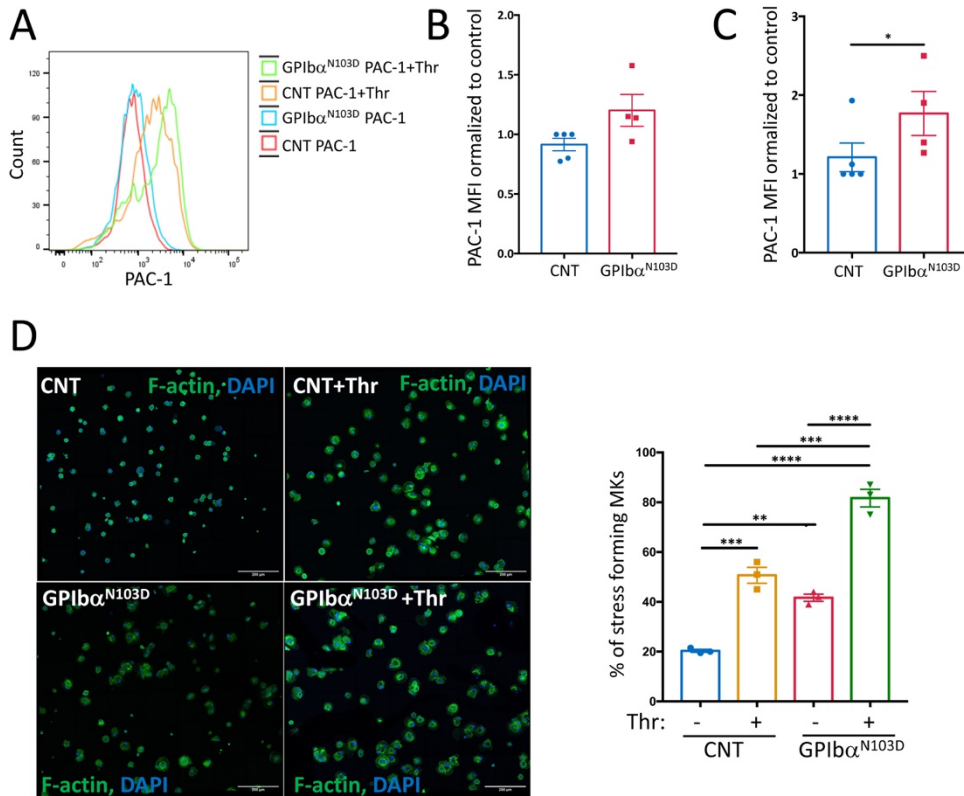 A
120
90
60
30
0
Count
0
10²
10³
10⁴
10⁵
PAC-1
GPIbα^N103D PAC-1+Thr
CNT PAC-1+Thr
GPIbα^N103D PAC-1
CNT PAC-1
B
PAC-1 MFI ormalized to control
2.0
1.5
1.0
0.5
0.0
CNT
GPIbα^N103D
C
PAC-1 MFI ormalized to control
3
2
1
0
*
CNT
GPIbα^N103D
D
CNT
F-actin, DAPI
CNT+Thr
F-actin, DAPI
GPIbα^N103D
F-actin, DAPI
GPIbα^N103D +Thr
F-actin, DAPI
% of stress forming MKs
100
80
60
40
20
0
****
***
****
**
***
Thr: - + - +
CNT
GPIbα^N103D